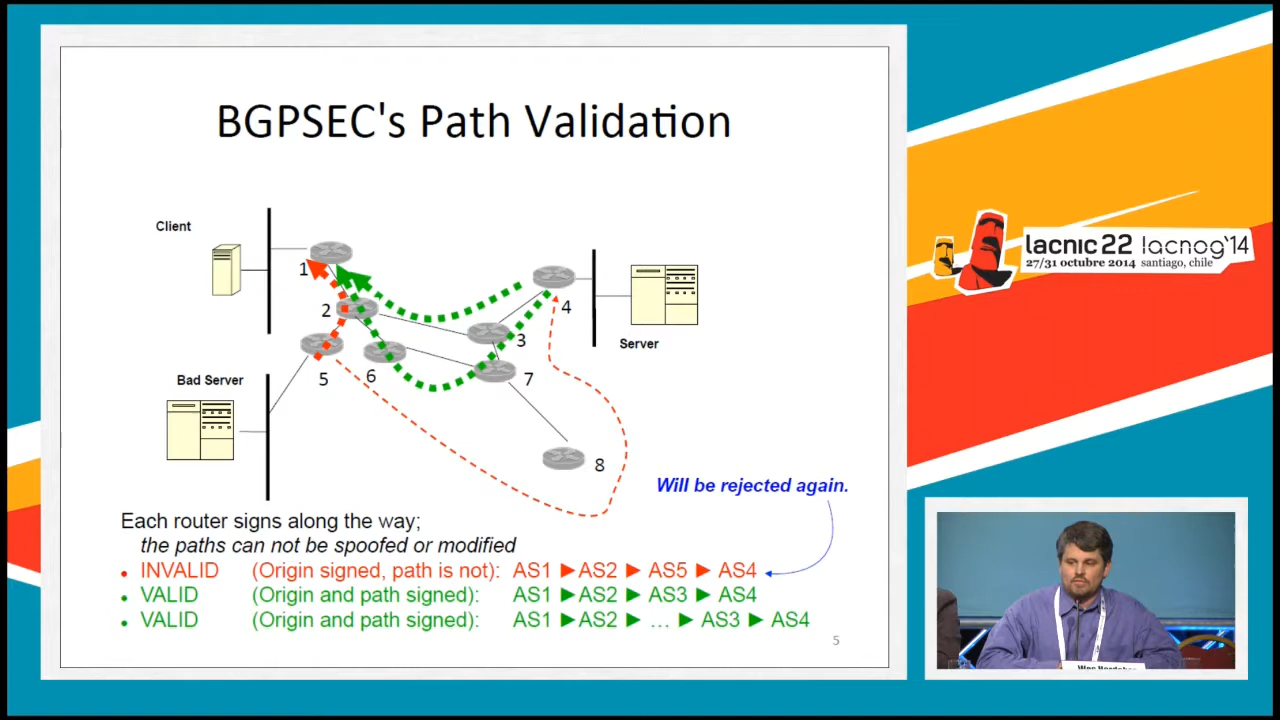 BGPSEC's Path Validation
Client
1
2
3
4
Server
Bad Server
5
6
7
8
Will be rejected again.
Each router signs along the way;
the paths can not be spoofed or modified
• INVALID (Origin signed, path is not): AS1 ►AS2 ► AS5 ► AS4
• VALID (Origin and path signed): AS1 ►AS2 ► AS3 ► AS4
• VALID (Origin and path signed): AS1 ►AS2 ► … ► AS3 ► AS4
5
lacnic 22 lacnog'14
27/31 octubre 2014 santiago, chile